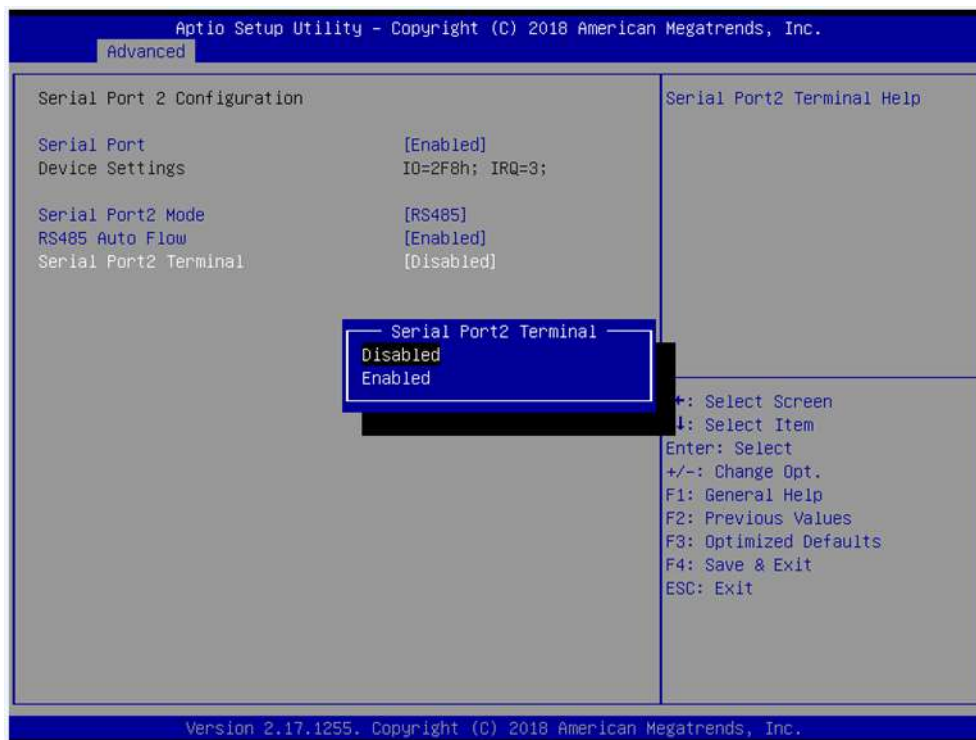 Aptio Setup Utility – Copyright (C) 2018 American Megatrends, Inc.
Advanced
Serial Port 2 Configuration
Serial Port [Enabled]
Device Settings IO=2F8h; IRQ=3;
Serial Port2 Mode [RS485]
RS485 Auto Flow [Enabled]
Serial Port2 Terminal [Disabled]
Serial Port2 Terminal
Disabled
Enabled
Serial Port2 Terminal Help
: Select Screen
: Select Item
Enter: Select
+/-: Change Opt.
F1: General Help
F2: Previous Values
F3: Optimized Defaults
F4: Save & Exit
ESC: Exit
Version 2.17.1255. Copyright (C) 2018 American Megatrends, Inc.